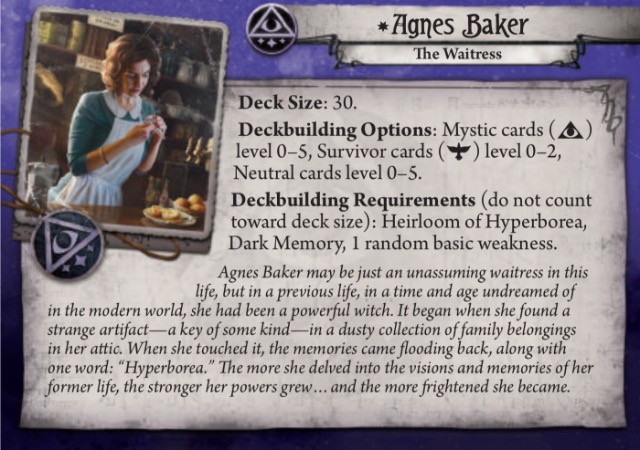 Agnes Baker
The Waitress
Deck Size: 30.
Deckbuilding Options: Mystic cards ( )
level 0–5, Survivor cards ( ) level 0–2,
Neutral cards level 0–5.
Deckbuilding Requirements (do not count
toward deck size): Heirloom of Hyperborea,
Dark Memory, 1 random basic weakness.
Agnes Baker may be just an unassuming waitress in this
life, but in a previous life, in a time and age undreamed of
in the modern world, she had been a powerful witch. It began when she found a
strange artifact—a key of some kind—in a dusty collection of family belongings
in her attic. When she touched it, the memories came flooding back, along with
one word: “Hyperborea.” The more she delved into the visions and memories of her
former life, the stronger her powers grew… and the more frightened she became.